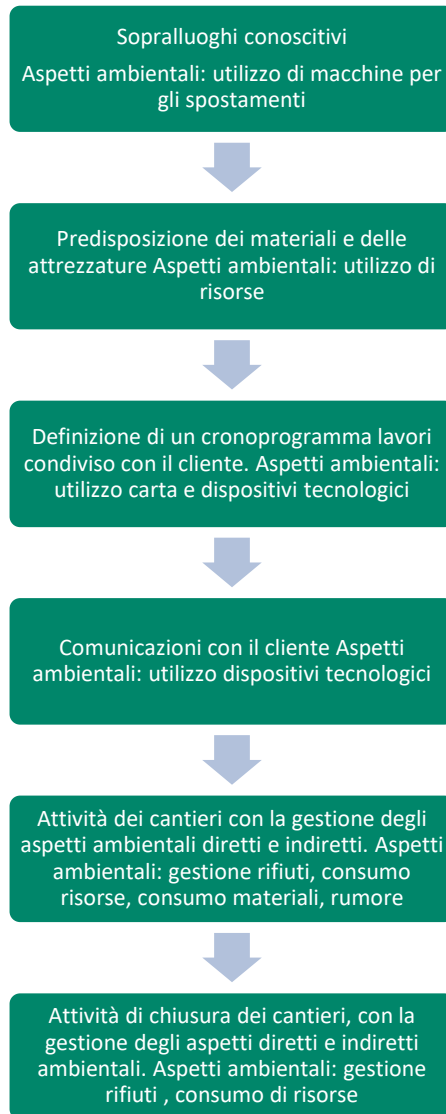 Sopralluoghi conoscitivi
Aspetti ambientali: utilizzo di macchine per
gli spostamenti
Predisposizione dei materiali e delle
attrezzature Aspetti ambientali: utilizzo di
risorse
Definizione di un cronoprogramma lavori
condiviso con il cliente. Aspetti ambientali:
utilizzo carta e dispositivi tecnologici
Comunicazioni con il cliente Aspetti
ambientali: utilizzo dispositivi tecnologici
Attività dei cantieri con la gestione degli
aspetti ambientali diretti e indiretti. Aspetti
ambientali: gestione rifiuti, consumo
risorse, consumo materiali, rumore
Attività di chiusura dei cantieri, con la
gestione degli aspetti diretti e indiretti
ambientali. Aspetti ambientali: gestione
rifiuti , consumo di risorse